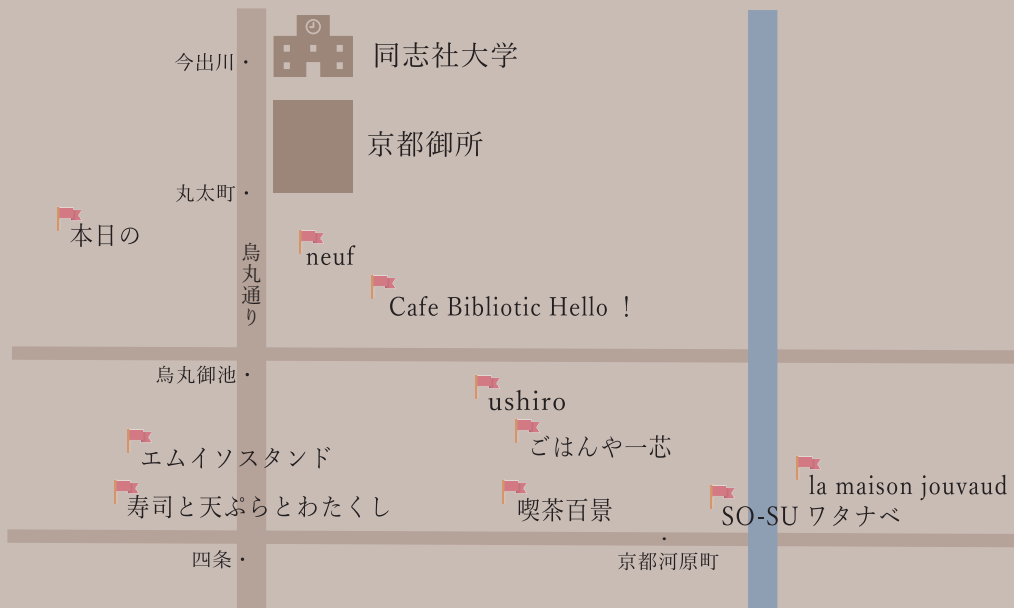 今出川・
同志社大学
京都御所
丸太町・
本日の
烏丸通り
neuf
Cafe Bibliotic Hello ！
烏丸御池・
ushiro
ごはんや一芯
エムイソスタンド
la maison jouvaud
寿司と天ぷらとわたくし
喫茶百景
SO-SU ワタナベ
四条・
京都河原町